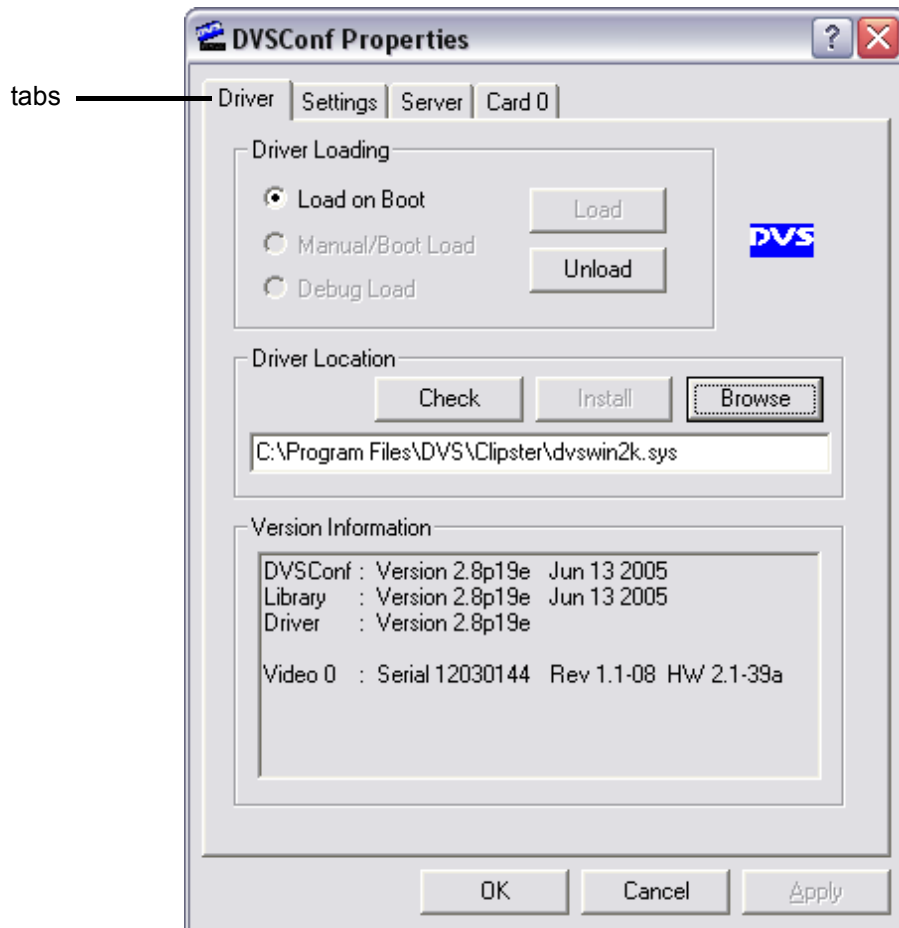 DVSConf Properties
tabs
Driver Settings Server Card 0
Driver Loading
Load on Boot
Load
DVS
Manual/Boot Load
Unload
Debug Load
Driver Location
Check Install Browse
C:\Program Files\DVS\Clipster\dvswin2k.sys
Version Information
DVSConf : Version 2.8p19e Jun 13 2005
Library : Version 2.8p19e Jun 13 2005
Driver : Version 2.8p19e
Video 0 : Serial 12030144 Rev 1.1-08 HW 2.1-39a
OK Cancel Apply